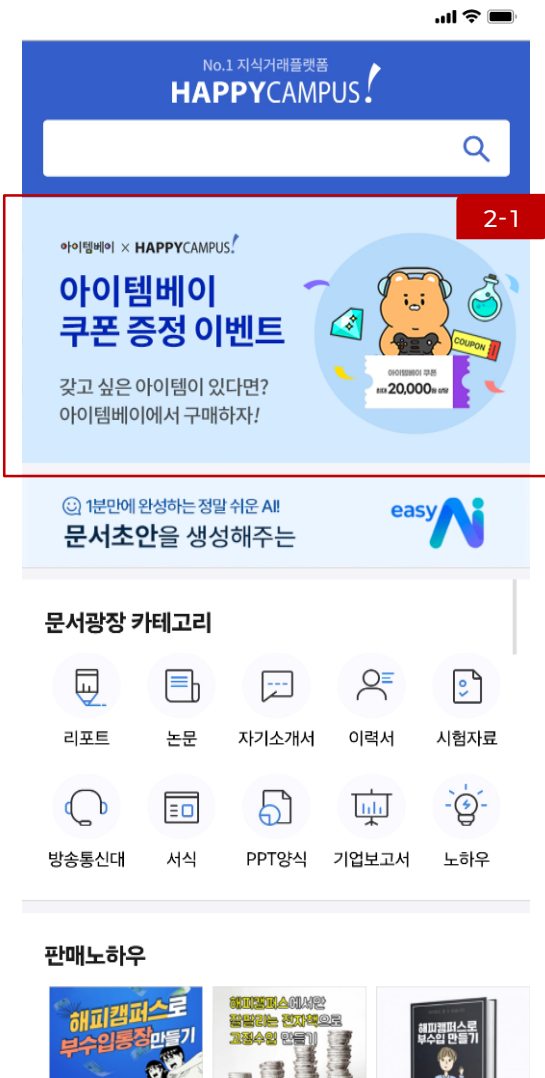 No.1 지식거래플랫폼
HAPPYCAMPUS!
2-1
아이템베이 × HAPPYCAMPUS!
아이템베이
쿠폰 증정 이벤트
갖고 싶은 아이템이 있다면?
아이템베이에서 구매하자!
COUPON
아이템베이 쿠폰
최대 20,000원 상당
1분만에 완성하는 정말 쉬운 AI!
문서초안을 생성해주는
easy Ai
문서광장 카테고리
리포트 논문 자기소개서 이력서 시험자료
방송통신대 서식 PPT양식 기업보고서 노하우
판매노하우
해피캠퍼스로
부수입통장만들기
해피캠퍼스에서만
잘팔리는 전자책으로
고정수입 만들기
해피캠퍼스로
부수입 만들기